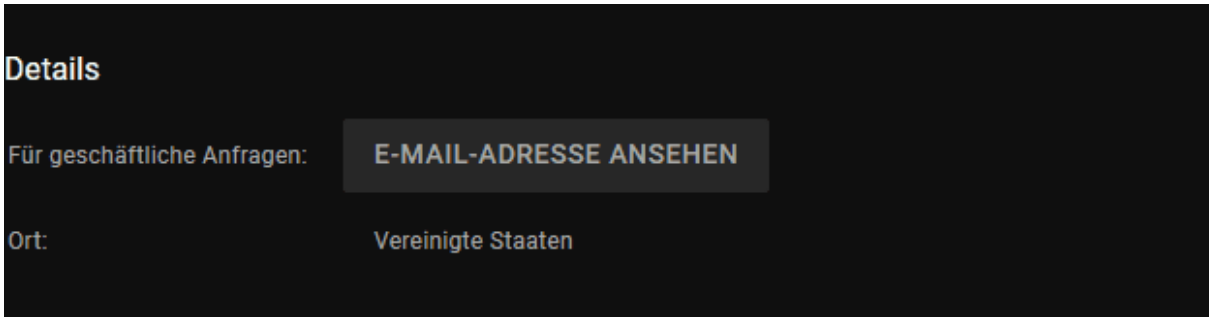 Details
Für geschäftliche Anfragen: E-MAIL-ADRESSE ANSEHEN
Ort: Vereinigte Staaten